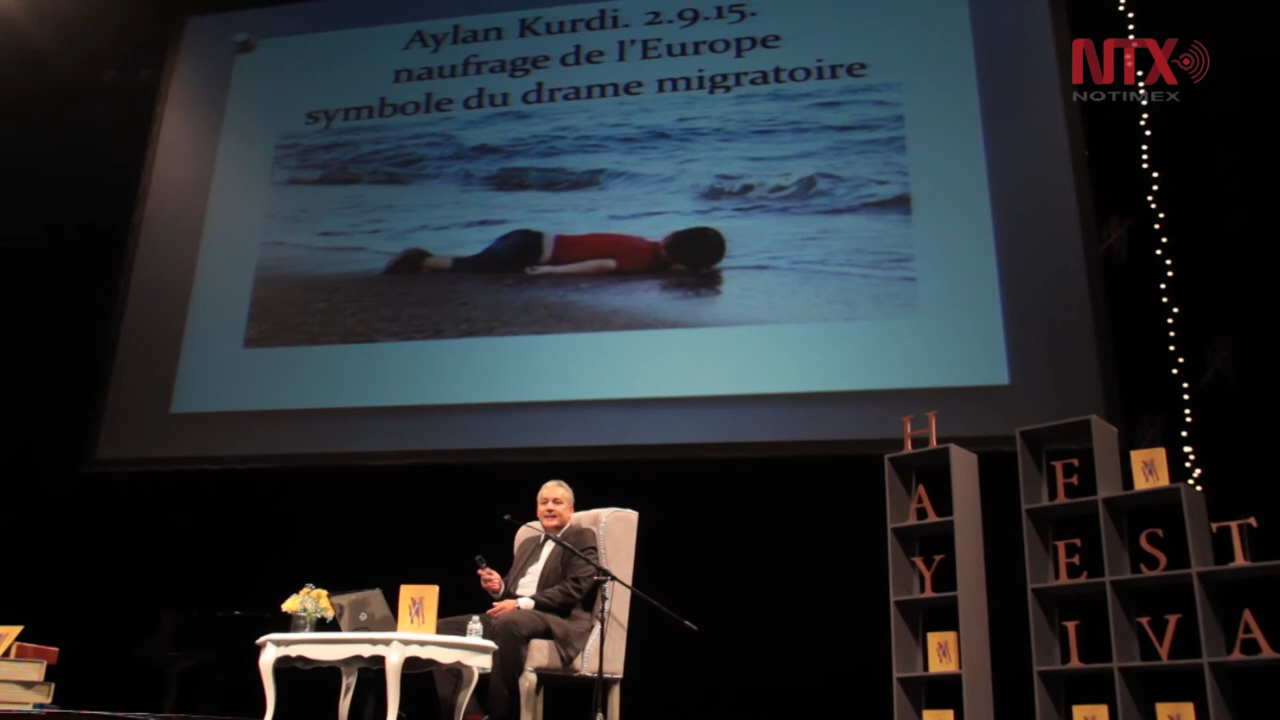 Aylan Kurdi. 2.9.15.
naufrage de l'Europe
symbole du drame migratoire
NTX
NOTIMEX
H
A
Y
F
E S T
I V A